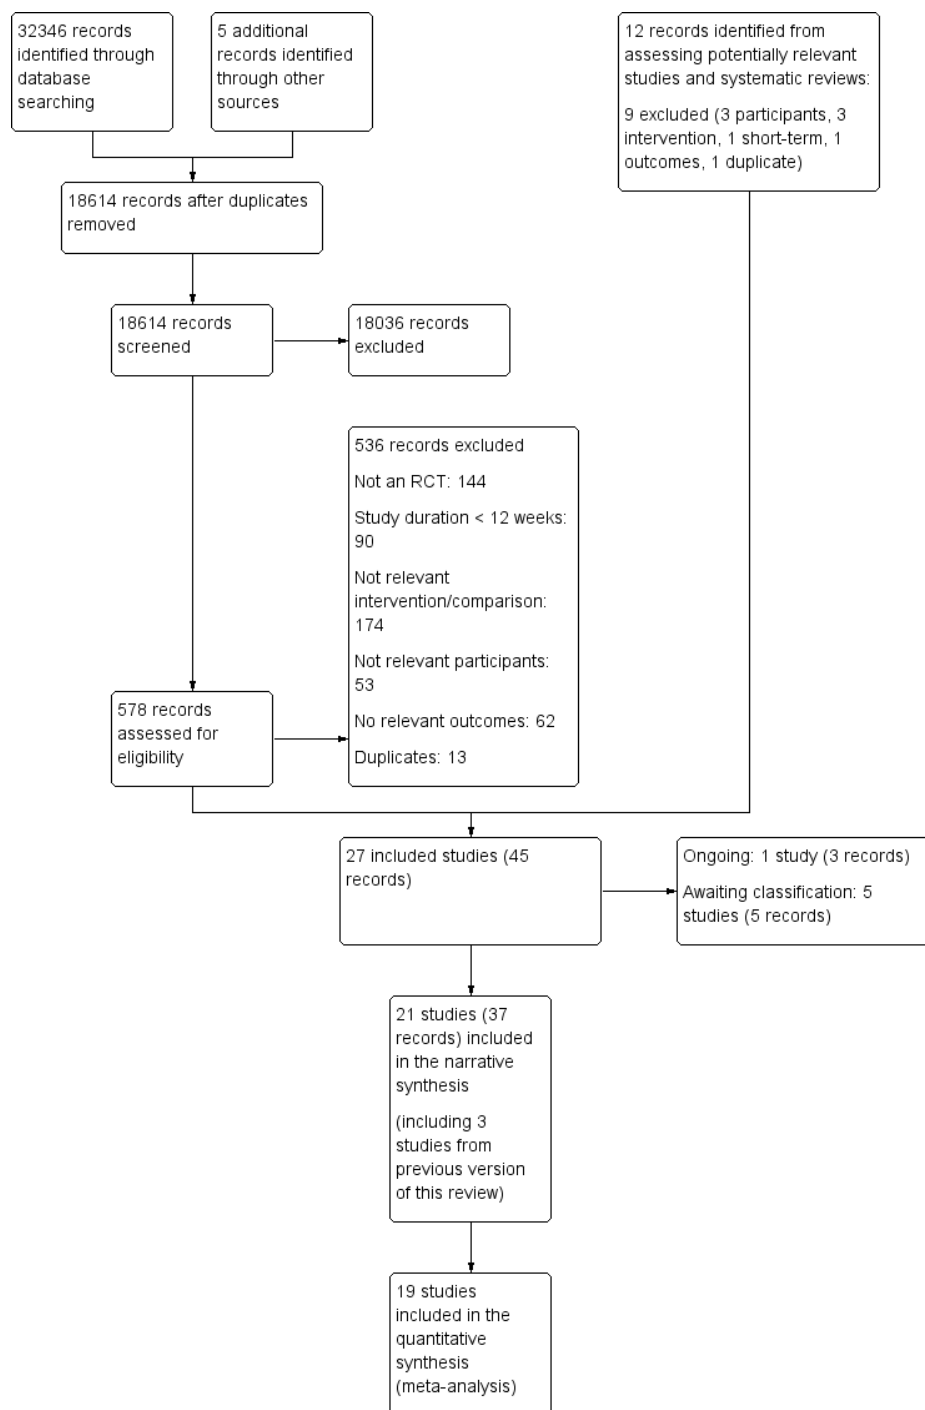 32346 records
identified through
database
searching
5 additional
records identified
through other
sources
12 records identified from
assessing potentially relevant
studies and systematic reviews:
9 excluded (3 participants, 3
intervention, 1 short-term, 1
outcomes, 1 duplicate)
18614 records after duplicates
removed
18614 records
screened
18036 records
excluded
536 records excluded
Not an RCT: 144
Study duration < 12 weeks:
90
Not relevant
intervention/comparison:
174
Not relevant participants:
53
No relevant outcomes: 62
Duplicates: 13
578 records
assessed for
eligibility
27 included studies (45
records)
Ongoing: 1 study (3 records)
Awaiting classification: 5
studies (5 records)
21 studies (37
records) included
in the narrative
synthesis
(including 3
studies from
previous version
of this review)
19 studies
included in the
quantitative
synthesis
(meta-analysis)